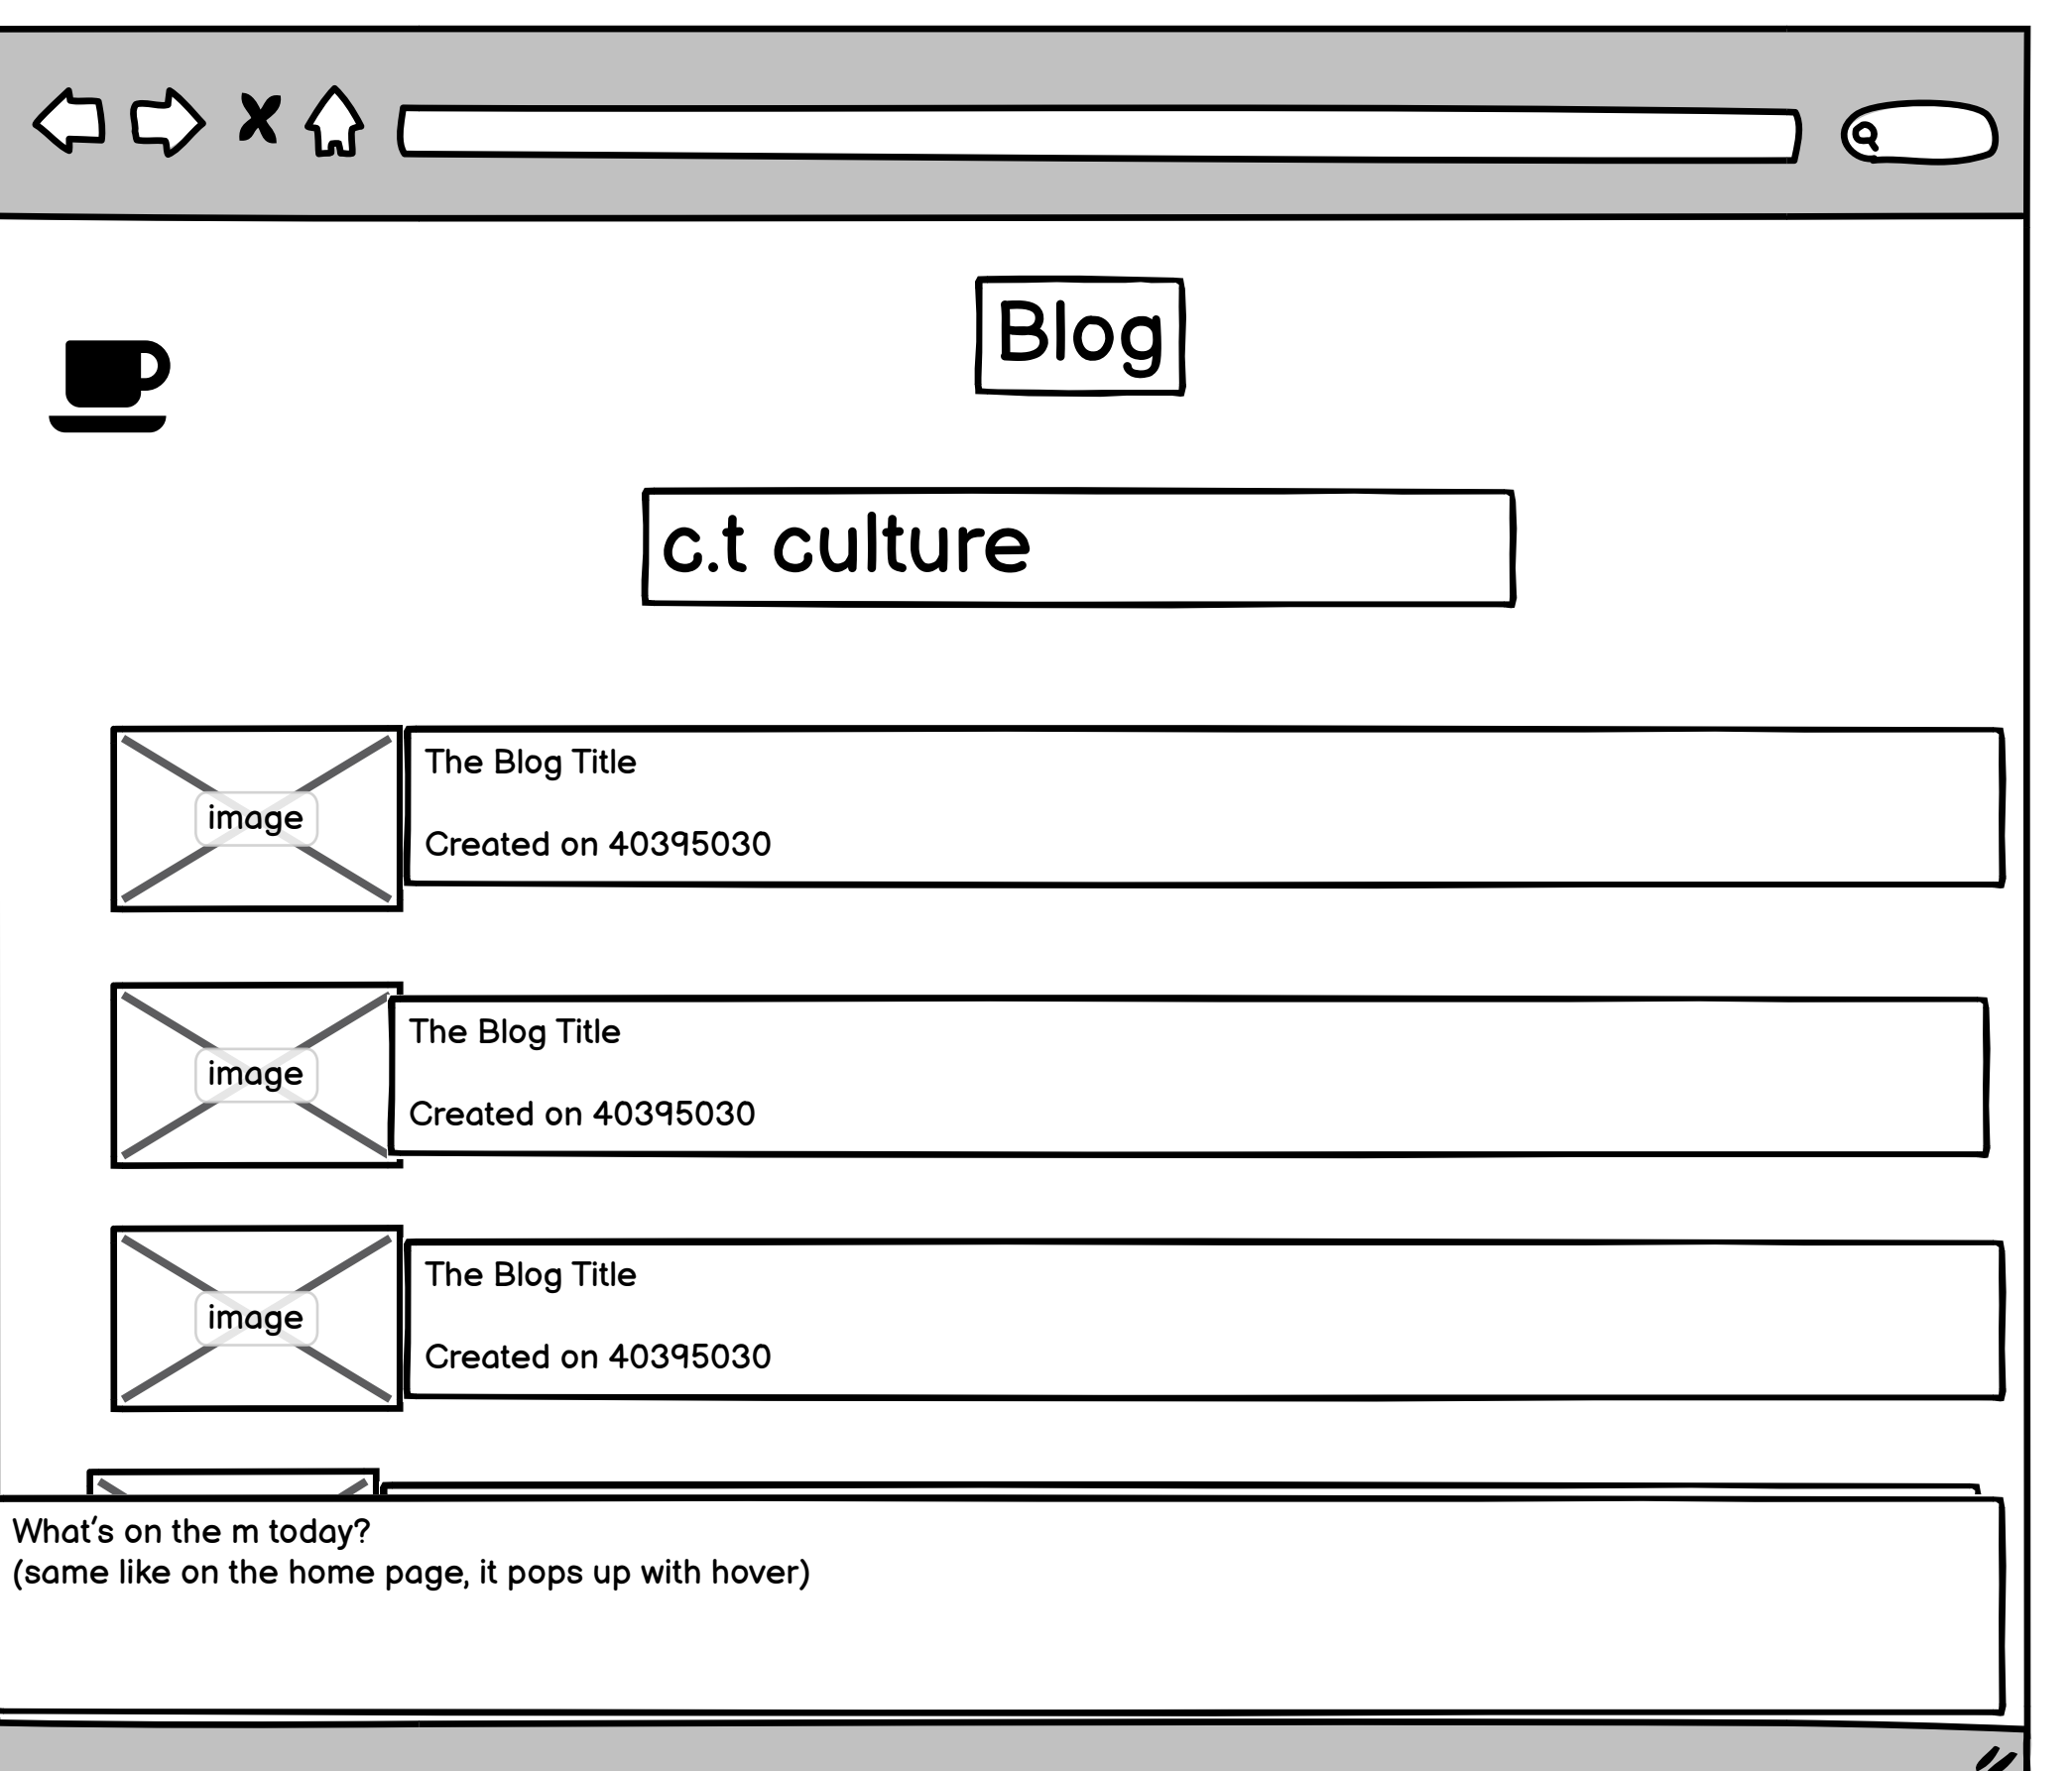 Blog
c.t culture
image
The Blog Title
Created on 40395030
image
The Blog Title
Created on 40395030
image
The Blog Title
Created on 40395030
What's on the m today?
(same like on the home page, it pops up with hover)